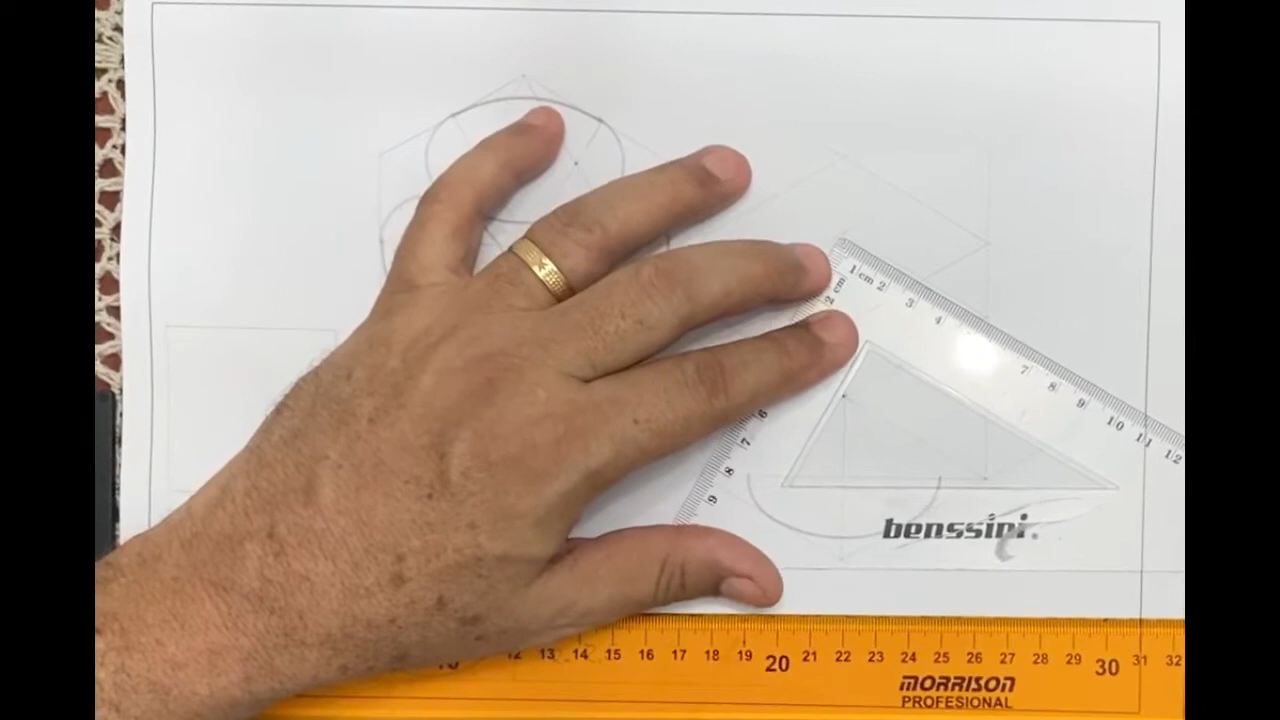 1 cm 2 3 4 7 8 9 10 11 12
cm 2
6
7
8
9
benssini
12 13 14 15 16 17 18 19 20 21 22 23 24 25 26 27 28 29 30 31 32
MORRISON
PROFESIONAL